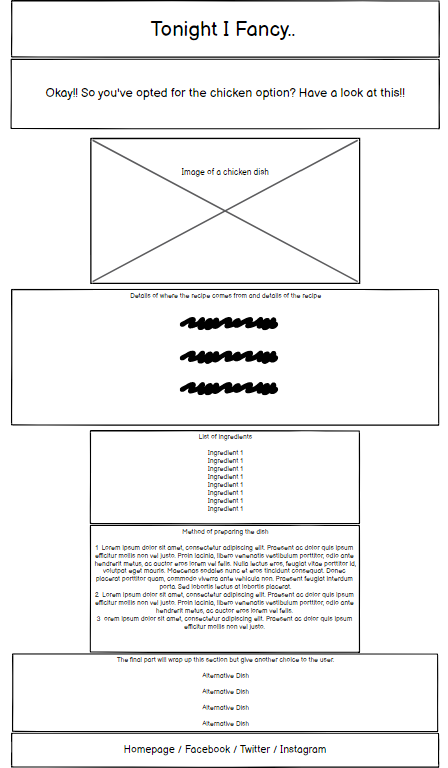 Tonight I Fancy..
Okay!! So you've opted for the chicken option? Have a look at this!!
Image of a chicken dish
Details of where the recipe comes from and details of the recipe
List of Ingredients
Ingredient 1
Ingredient 1
Ingredient 1
Ingredient 1
Ingredient 1
Ingredient 1
Ingredient 1
Ingredient 1
Method of preparing the dish
1 Lorem ipsum dolor sit amet, consectetur adipiscing elit. Praesent ac dolor quis ipsum
efficitur mollis non vel justo. Proin lacinia, libero venenatis vestibulum porttitor, odio ante
hendrerit metus, ac auctor eros lorem vel felis. Nulla lectus eros, feugiat vitae porttitor id,
volutpat eget mauris. Maecenas sodales nunc et eros tincidunt consequat. Donec
placerat porttitor quam, commodo viverra ante vehicula non. Praesent feugiat interdum
porta. Sed lobortis lectus at lobortis placerat.
2 Lorem ipsum dolor sit amet, consectetur adipiscing elit. Praesent ac dolor quis ipsum
efficitur mollis non vel justo. Proin lacinia, libero venenatis vestibulum porttitor, odio ante
hendrerit metus, ac auctor eros lorem vel felis.
3 orem ipsum dolor sit amet, consectetur adipiscing elit. Praesent ac dolor quis ipsum
efficitur mollis non vel justo.
The final part will wrap up this section but give another choice to the user.
Alternative Dish
Alternative Dish
Alternative Dish
Alternative Dish
Homepage / Facebook / Twitter / Instagram